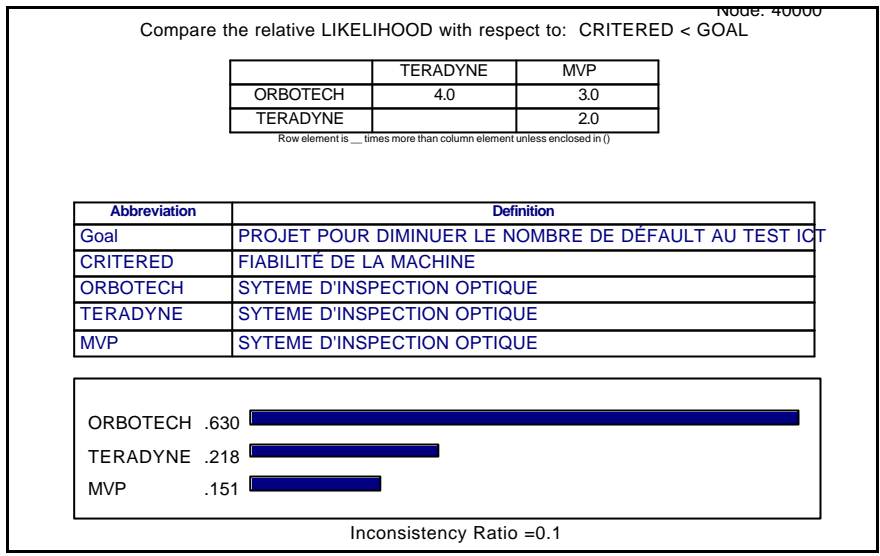 Node: 40000
Compare the relative LIKELIHOOD with respect to: CRITERED < GOAL
TERADYNE MVP
ORBOTECH 4.0 3.0
TERADYNE 2.0
Row element is __ times more than column element unless enclosed in ()
Abbreviation Definition
Goal PROJET POUR DIMINUER LE NOMBRE DE DÉFAULT AU TEST ICT
CRITERED FIABILITÉ DE LA MACHINE
ORBOTECH SYTEME D'INSPECTION OPTIQUE
TERADYNE SYTEME D'INSPECTION OPTIQUE
MVP SYTEME D'INSPECTION OPTIQUE
ORBOTECH .630
TERADYNE .218
MVP .151
Inconsistency Ratio =0.1